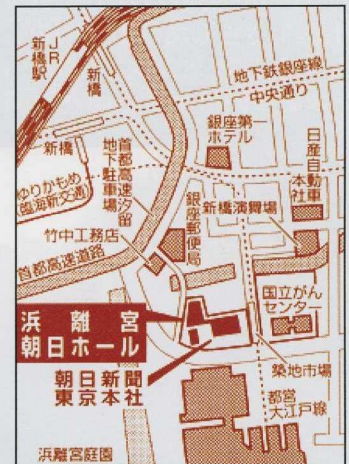 JR
新橋駅
新橋
地下鉄銀座線
中央通り
新橋
銀座第一
ホテル
日産自動車
本社
首都高速汐留
地下駐車場
ゆりかもめ
臨海新交通
新橋演舞場
竹中工務店
銀座郵便局
首都高速道路
国立がん
センター
浜離宮
朝日ホール
朝日新聞
東京本社
築地市場
都営
大江戸線
浜離宮庭園